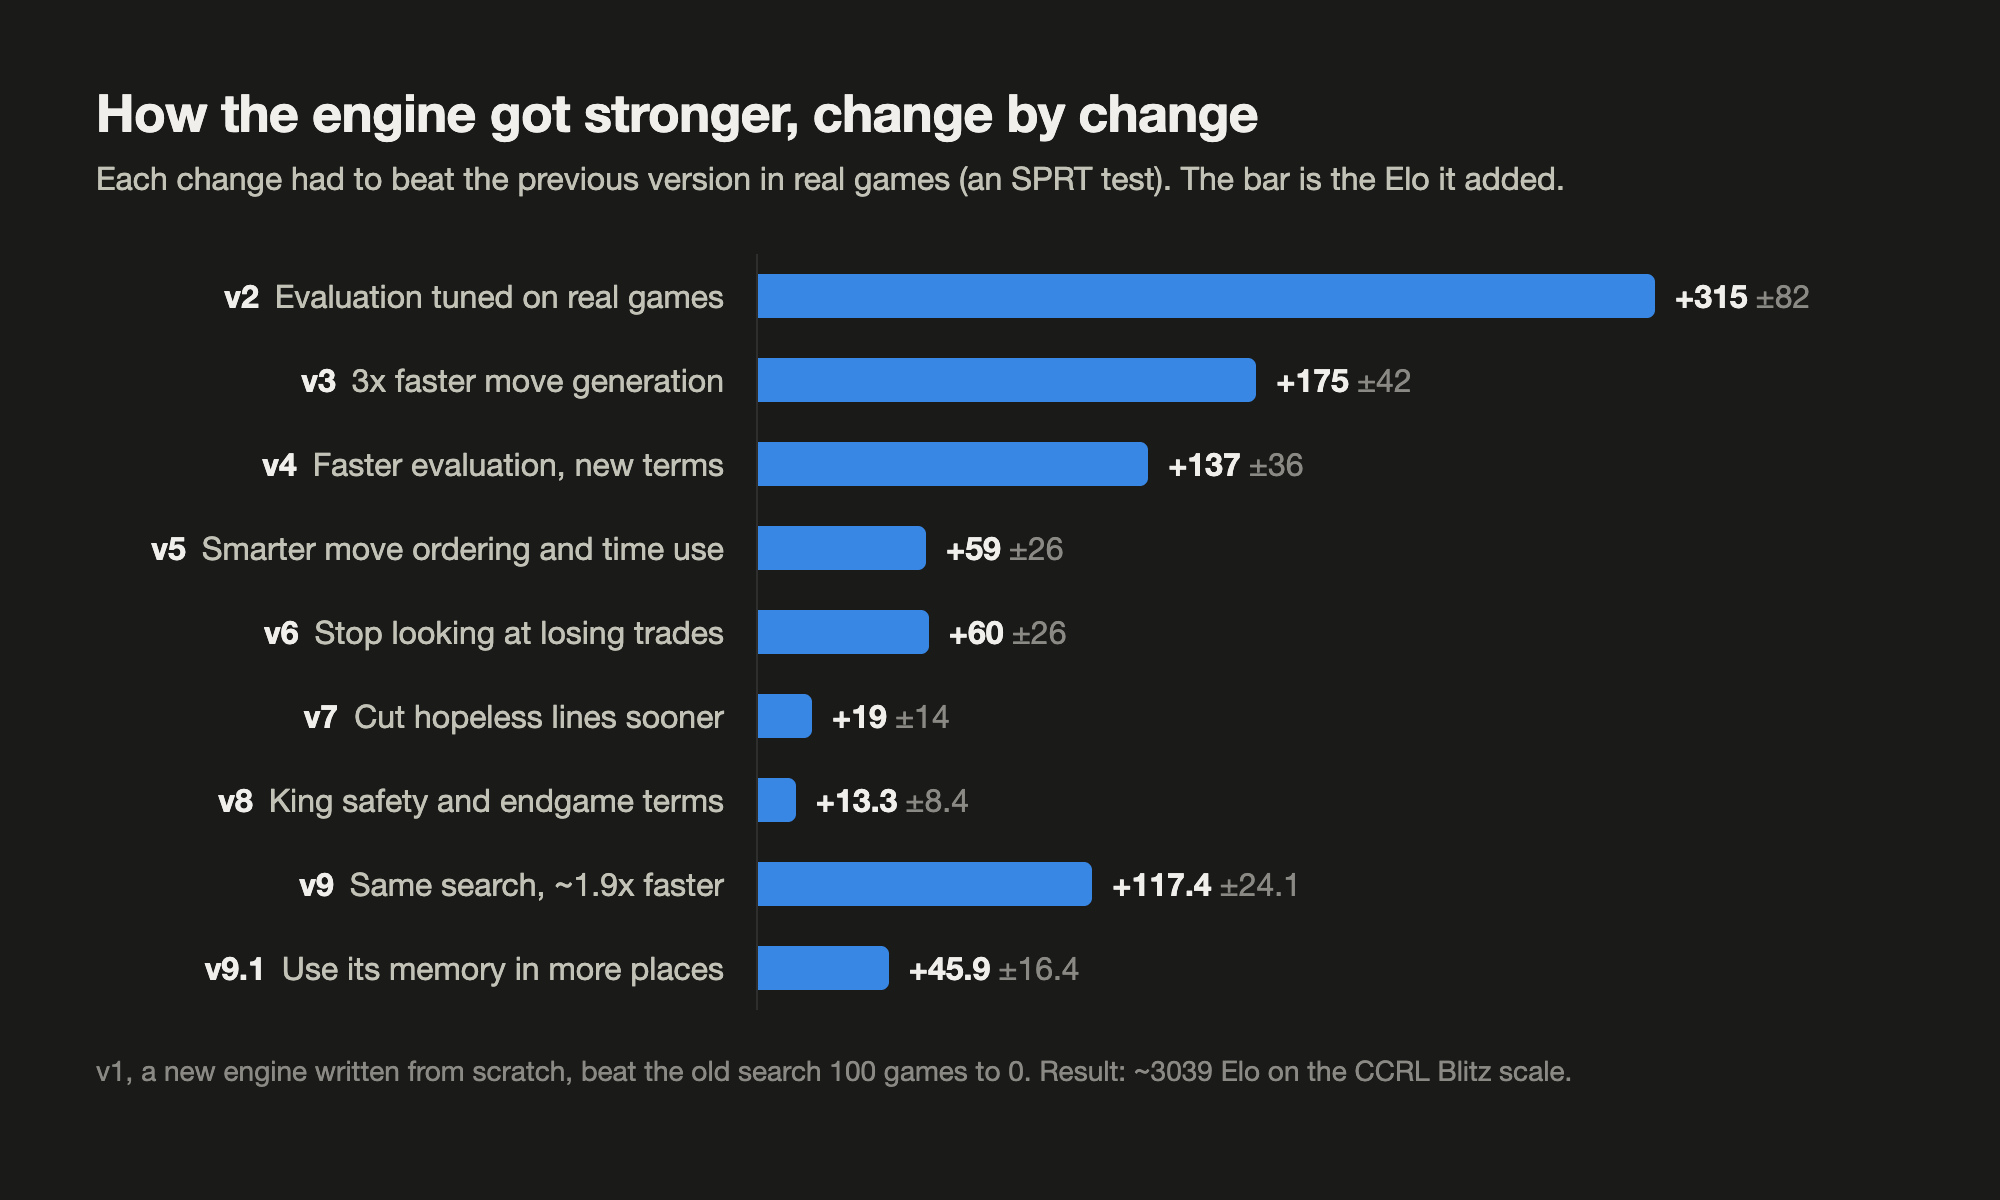 How the engine got stronger, change by change
Each change had to beat the previous version in real games (an SPRT test). The bar is the Elo it added.
v2 Evaluation tuned on real games +315 ±82
v3 3x faster move generation +175 ±42
v4 Faster evaluation, new terms +137 ±36
v5 Smarter move ordering and time use +59 ±26
v6 Stop looking at losing trades +60 ±26
v7 Cut hopeless lines sooner +19 ±14
v8 King safety and endgame terms +13.3 ±8.4
v9 Same search, ~1.9x faster +117.4 ±24.1
v9.1 Use its memory in more places +45.9 ±16.4
v1, a new engine written from scratch, beat the old search 100 games to 0. Result: ~3039 Elo on the CCRL Blitz scale.